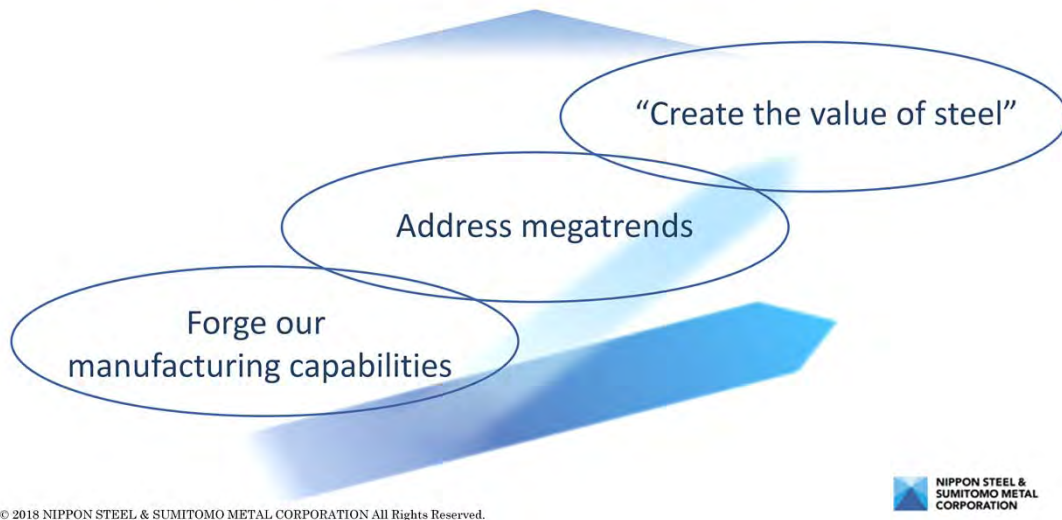 “Create the value of steel”
Address megatrends
Forge our
manufacturing capabilities
NIPPON STEEL &
SUMITOMO METAL
CORPORATION
© 2018 NIPPON STEEL & SUMITOMO METAL CORPORATION All Rights Reserved.